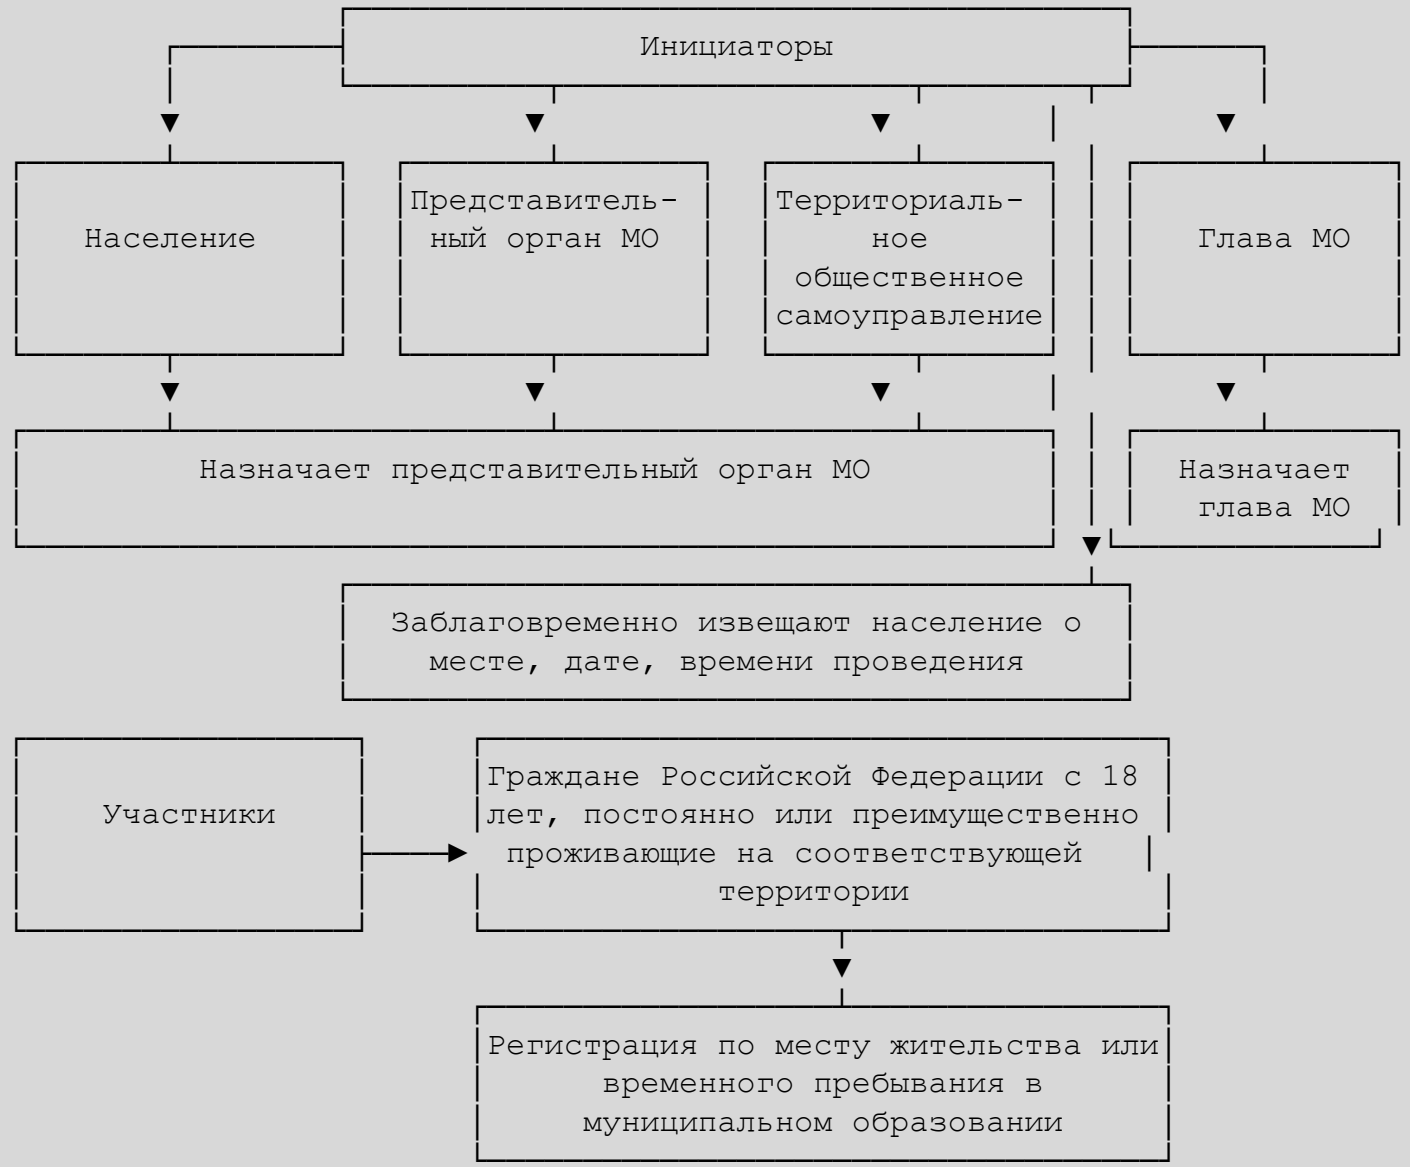 Инициаторы
Население
Представитель-
ный орган МО
Территориаль-
ное
общественное
самоуправление
Глава МО
Назначает представительный орган МО
Назначает
глава МО
Заблаговременно извещают население о
месте, дате, времени проведения
Участники
Граждане Российской Федерации с 18
лет, постоянно или преимущественно
проживающие на соответствующей
территории
Регистрация по месту жительства или
временного пребывания в
муниципальном образовании